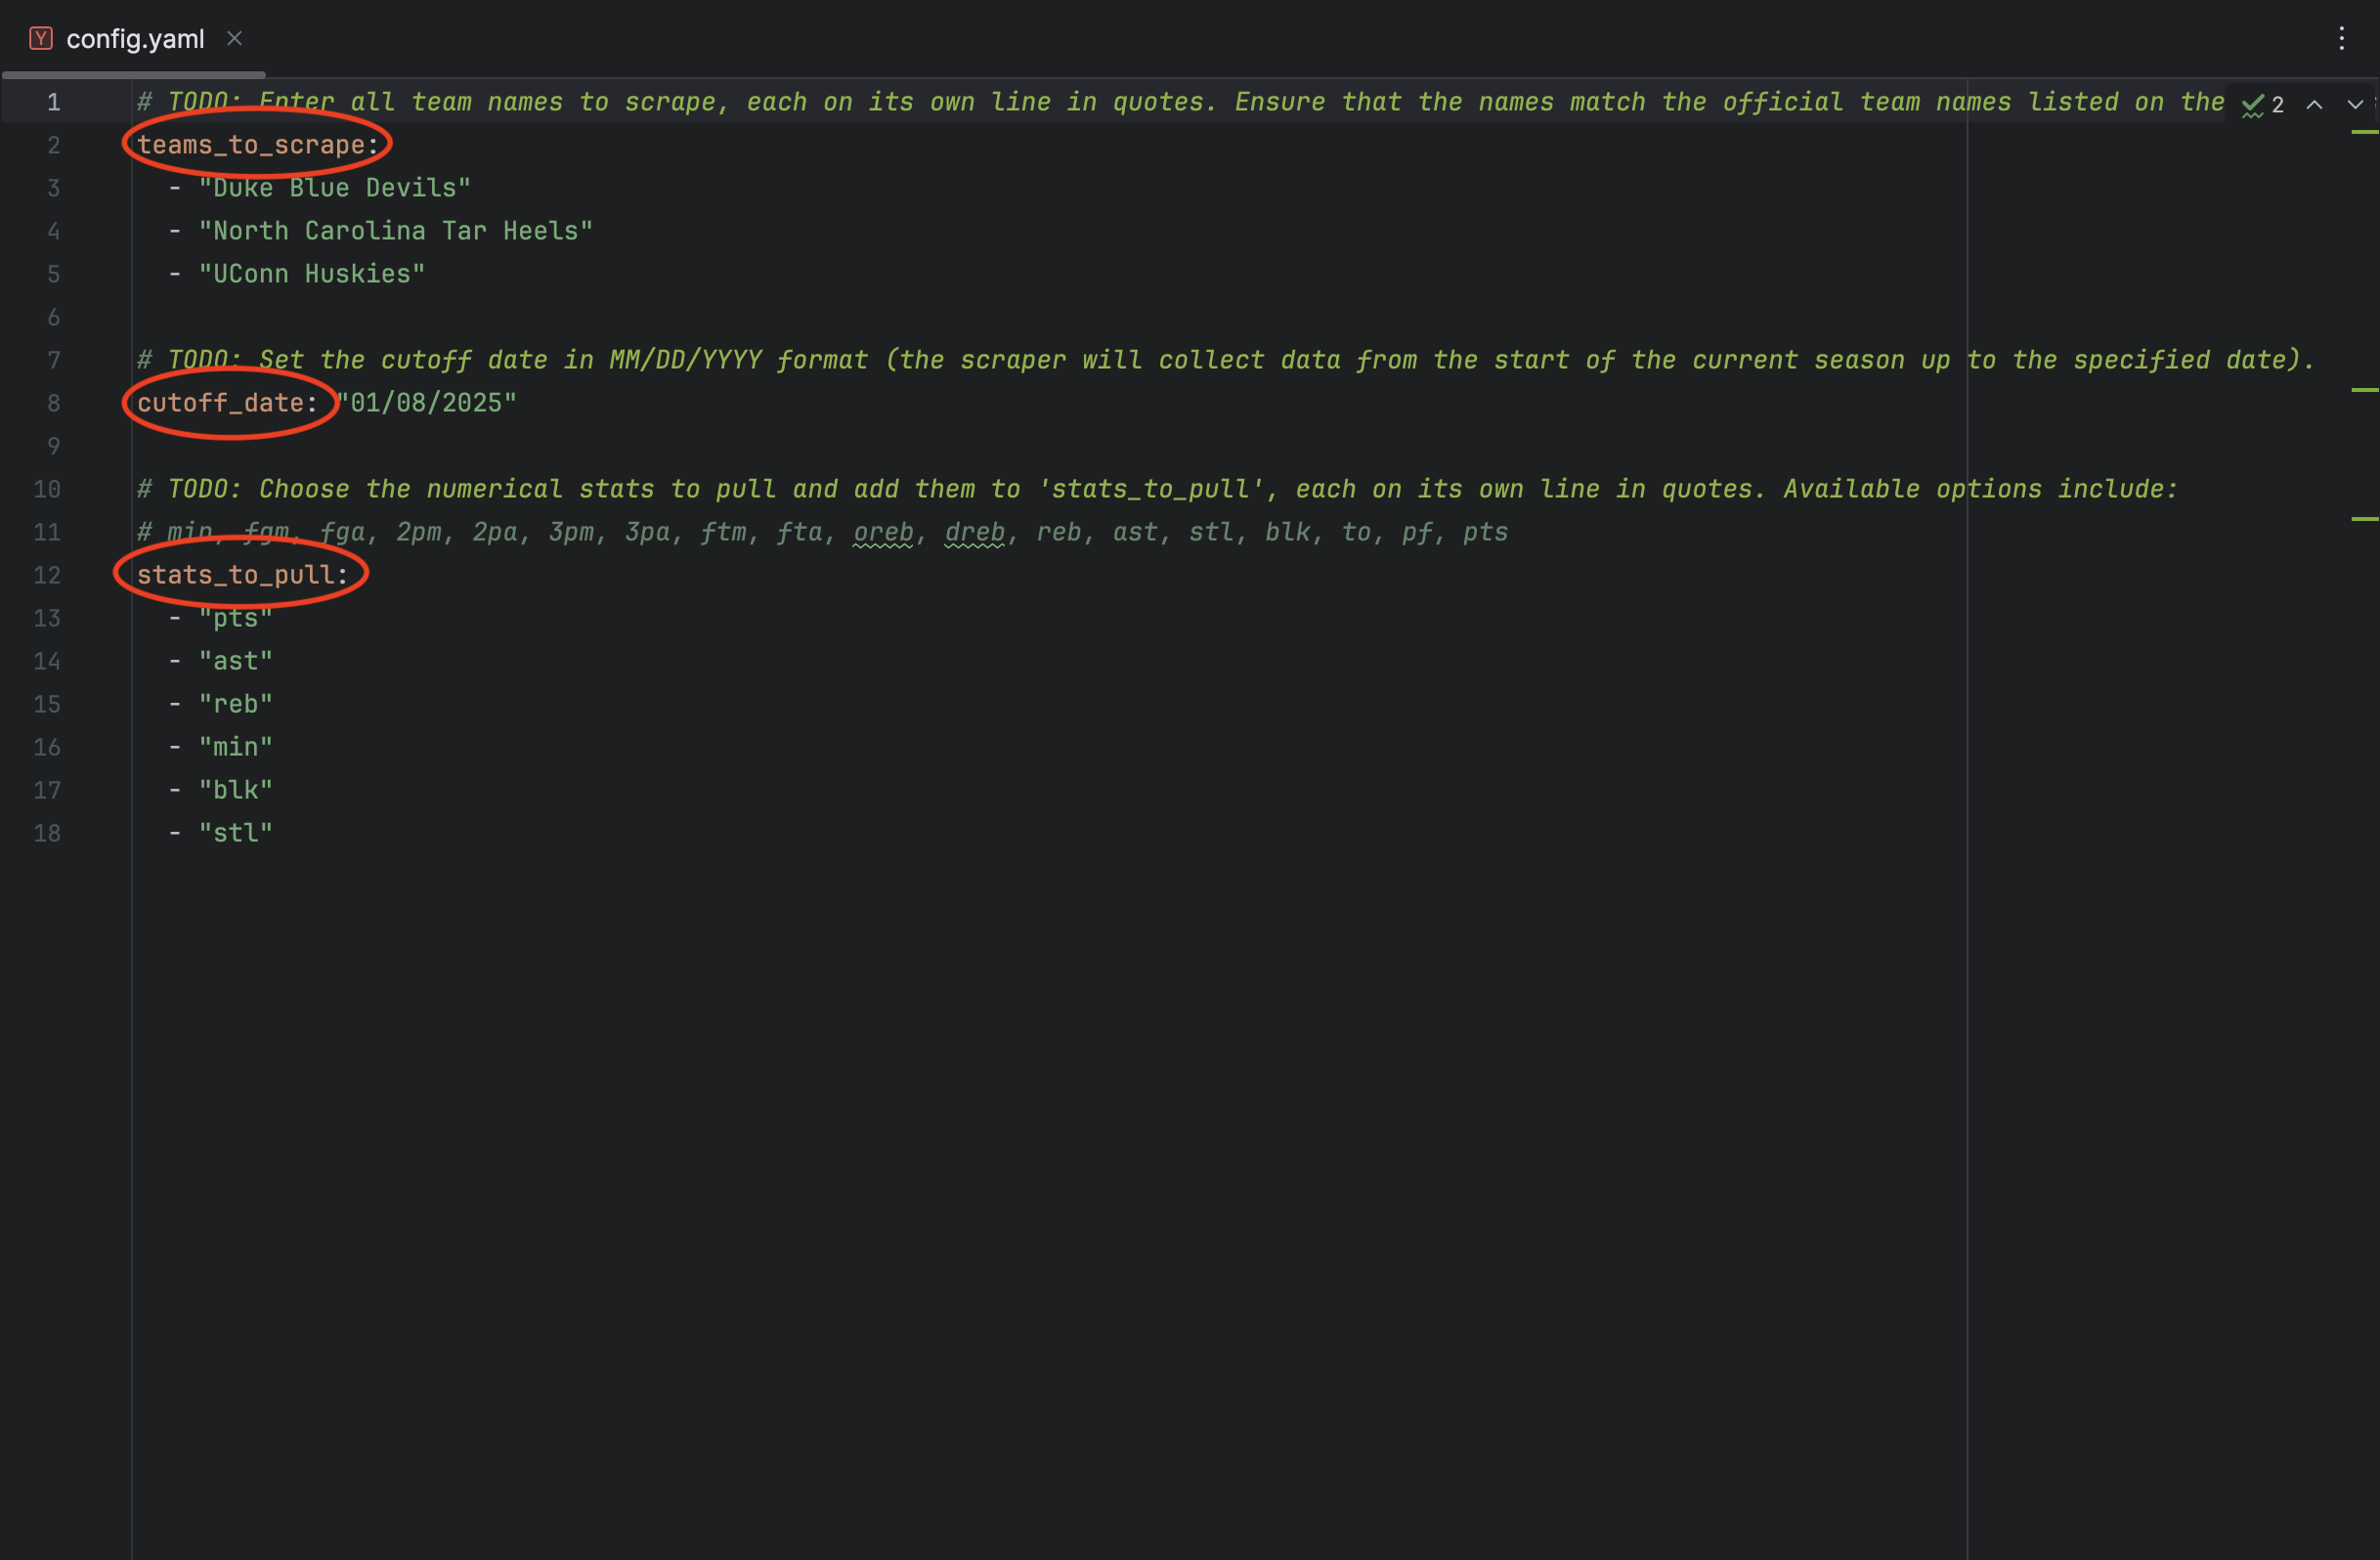 config.yaml
1 # TODO: Enter all team names to scrape, each on its own line in quotes. Ensure that the names match the official team names listed on the
2
2 teams_to_scrape:
3 - "Duke Blue Devils"
4 - "North Carolina Tar Heels"
5 - "UConn Huskies"
6
7 # TODO: Set the cutoff date in MM/DD/YYYY format (the scraper will collect data from the start of the current season up to the specified date).
8 cutoff_date: "01/08/2025"
9
10 # TODO: Choose the numerical stats to pull and add them to 'stats_to_pull', each on its own line in quotes. Available options include:
11 # min, fgm, fga, 2pm, 2pa, 3pm, 3pa, ftm, fta, oreb, dreb, reb, ast, stl, blk, to, pf, pts
12 stats_to_pull:
13 - "pts"
14 - "ast"
15 - "reb"
16 - "min"
17 - "blk"
18 - "stl"